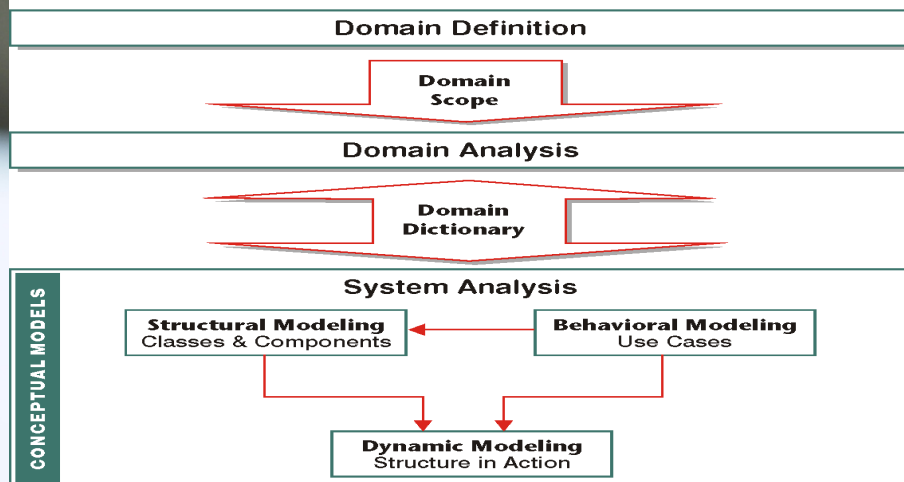 Domain Definition
Domain
Scope
Domain Analysis
Domain
Dictionary
System Analysis
CONCEPTUAL MODELS
Structural Modeling
Classes & Components
Behavioral Modeling
Use Cases
Dynamic Modeling
Structure in Action